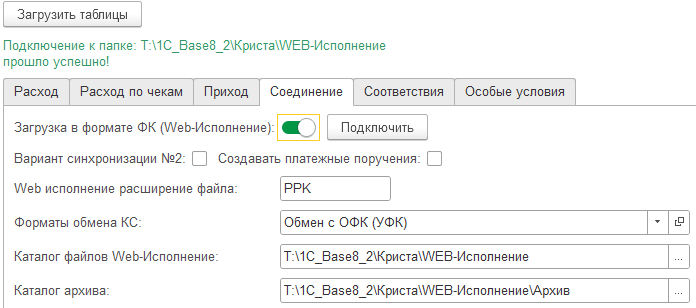 Загрузить таблицы
Подключение к папке: T:\1C_Base8_2\Криста\WEB-Исполнение
прошло успешно!
Расход Расход по чекам Приход Соединение Соответствия Особые условия
Загрузка в формате ФК (Web-Исполнение): Подключить
Вариант синхронизации №2: Создавать платежные поручения:
Web исполнение расширение файла: PPK
Форматы обмена КС: Обмен с ОФК (УФК)
Каталог файлов Web-Исполнение: T:\1C_Base8_2\Криста\WEB-Исполнение ...
Каталог архива: T:\1C_Base8_2\Криста\WEB-Исполнение\Архив ...